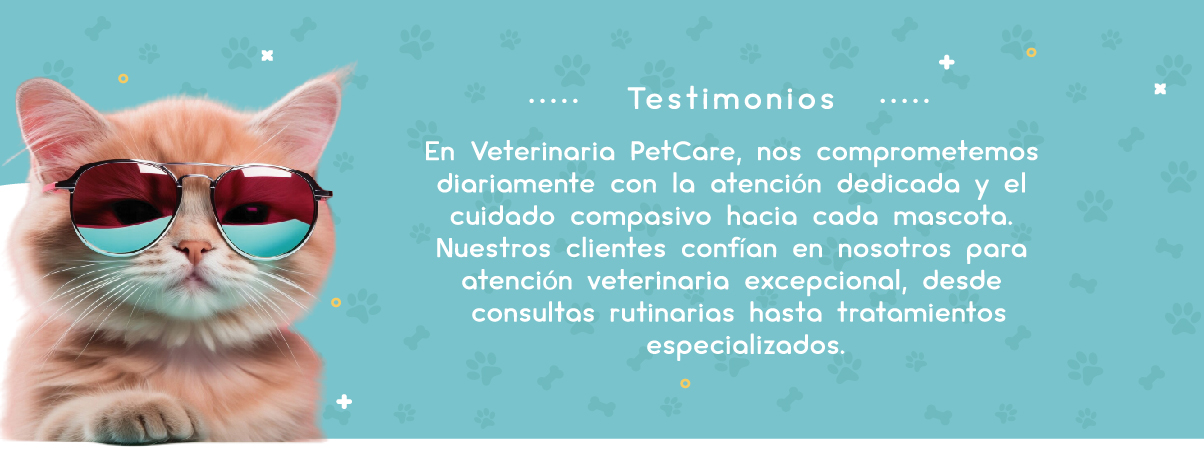 Testimonios
En Veterinaria PetCare, nos comprometemos
diariamente con la atención dedicada y el
cuidado compasivo hacia cada mascota.
Nuestros clientes confían en nosotros para
atención veterinaria excepcional, desde
consultas rutinarias hasta tratamientos
especializados.